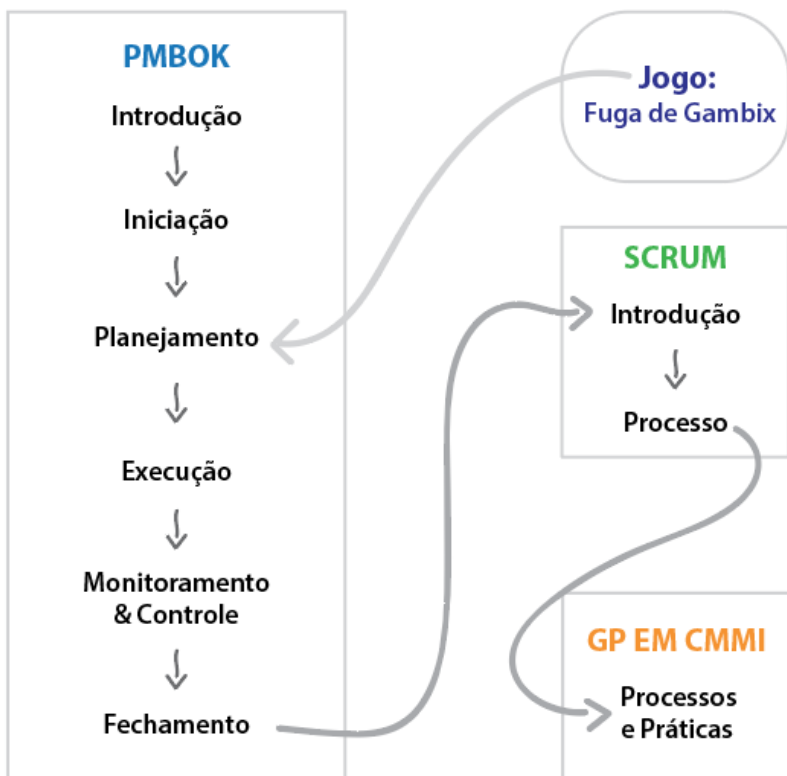 PMBOK
Introdução
Iniciação
Planejamento
Execução
Monitoramento
& Controle
Fechamento
Jogo:
Fuga de Gambix
SCRUM
Introdução
Processo
GP EM CMMI
Processos
e Práticas